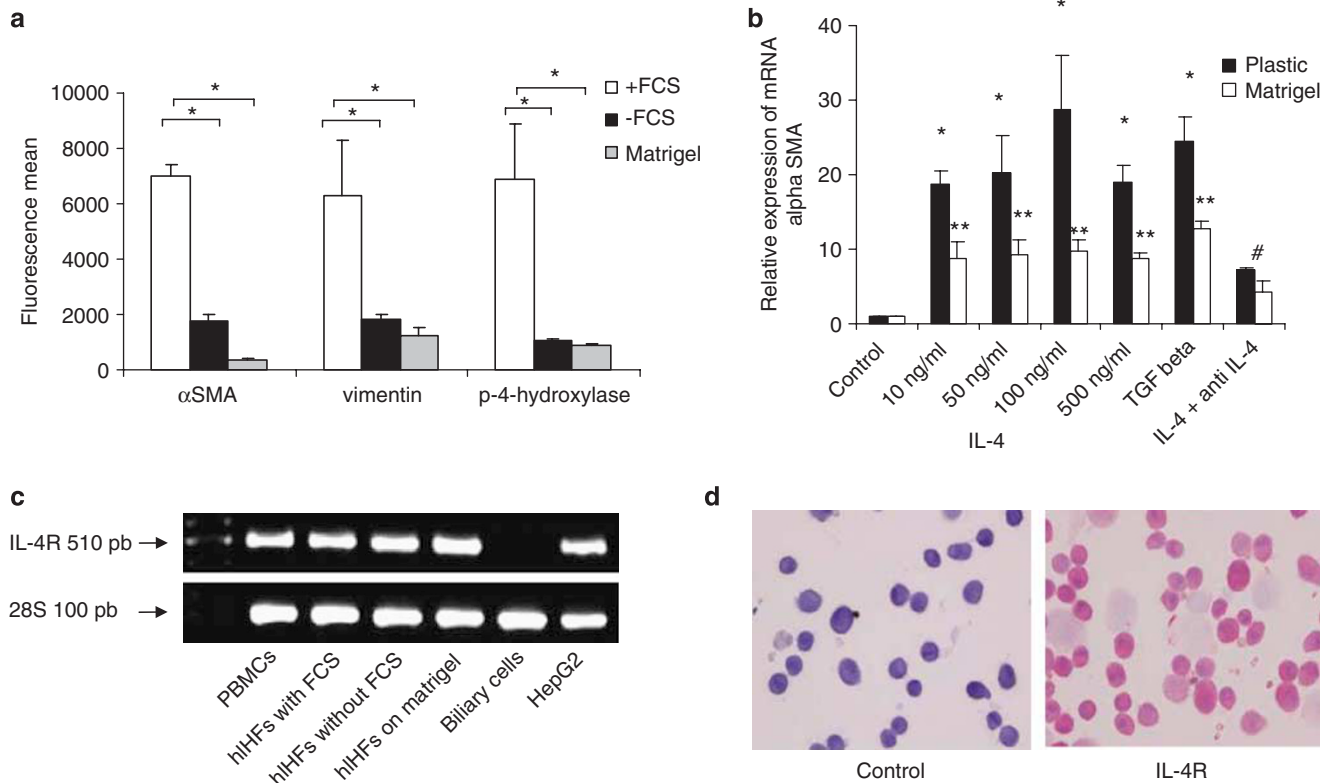 a
*
*
*
*
*
*
+FCS
-FCS
Matrigel
10000
8000
6000
4000
2000
0
Fluorescence mean
αSMA
vimentin
p-4-hydroxylase
b
*
*
*
*
*
**
**
**
**
**
#
Plastic
Matrigel
40
30
20
10
0
Relative expression of mRNA
alpha SMA
Control
10 ng/ml
50 ng/ml
100 ng/ml
500 ng/ml
TGF beta
IL-4 + anti IL-4
IL-4
c
IL-4R 510 pb
28S 100 pb
PBMCs
hIHFs with FCS
hIHFs without FCS
hIHFs on matrigel
Biliary cells
HepG2
d
Control
IL-4R